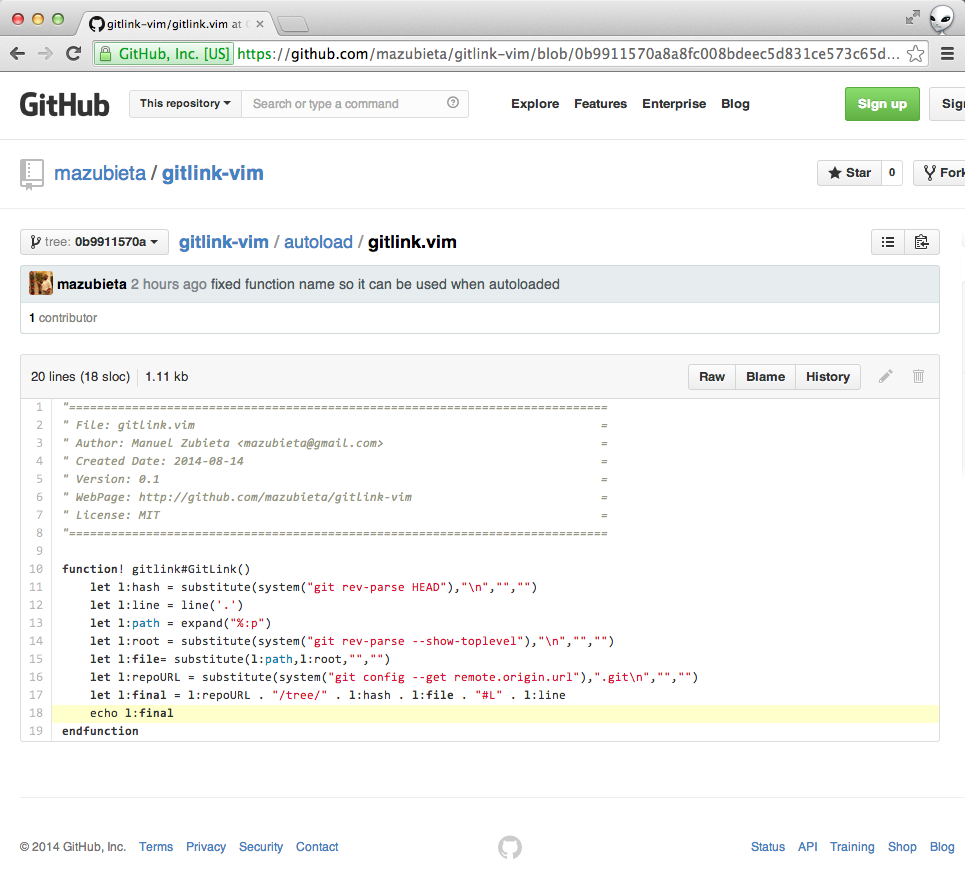 gitlink-vim/gitlink.vim at
GitHub, Inc. [US] https://github.com/mazubieta/gitlink-vim/blob/0b9911570a8a8fc008bdeec5d831ce573c65d...
GitHub This repository Search or type a command Explore Features Enterprise Blog Sign up Sig
mazubieta / gitlink-vim Star 0 Fork
tree: 0b9911570a gitlink-vim / autoload / gitlink.vim
mazubieta 2 hours ago fixed function name so it can be used when autoloaded
1 contributor
20 lines (18 sloc) 1.11 kb Raw Blame History
1 "=============================================================================
2 " File: gitlink.vim =
3 " Author: Manuel Zubieta <mazubieta@gmail.com> =
4 " Created Date: 2014-08-14 =
5 " Version: 0.1 =
6 " WebPage: http://github.com/mazubieta/gitlink-vim =
7 " License: MIT =
8 "=============================================================================
9
10 function! gitlink#GitLink()
11 let l:hash = substitute(system("git rev-parse HEAD"),"\n","","")
12 let l:line = line('.')
13 let l:path = expand("%:p")
14 let l:root = substitute(system("git rev-parse --show-toplevel"),"\n","","")
15 let l:file= substitute(l:path,l:root,"","")
16 let l:repoURL = substitute(system("git config --get remote.origin.url"),".git\n","","")
17 let l:final = l:repoURL . "/tree/" . l:hash . l:file . "#L" . l:line
18 echo l:final
19 endfunction
© 2014 GitHub, Inc. Terms Privacy Security Contact Status API Training Shop Blog